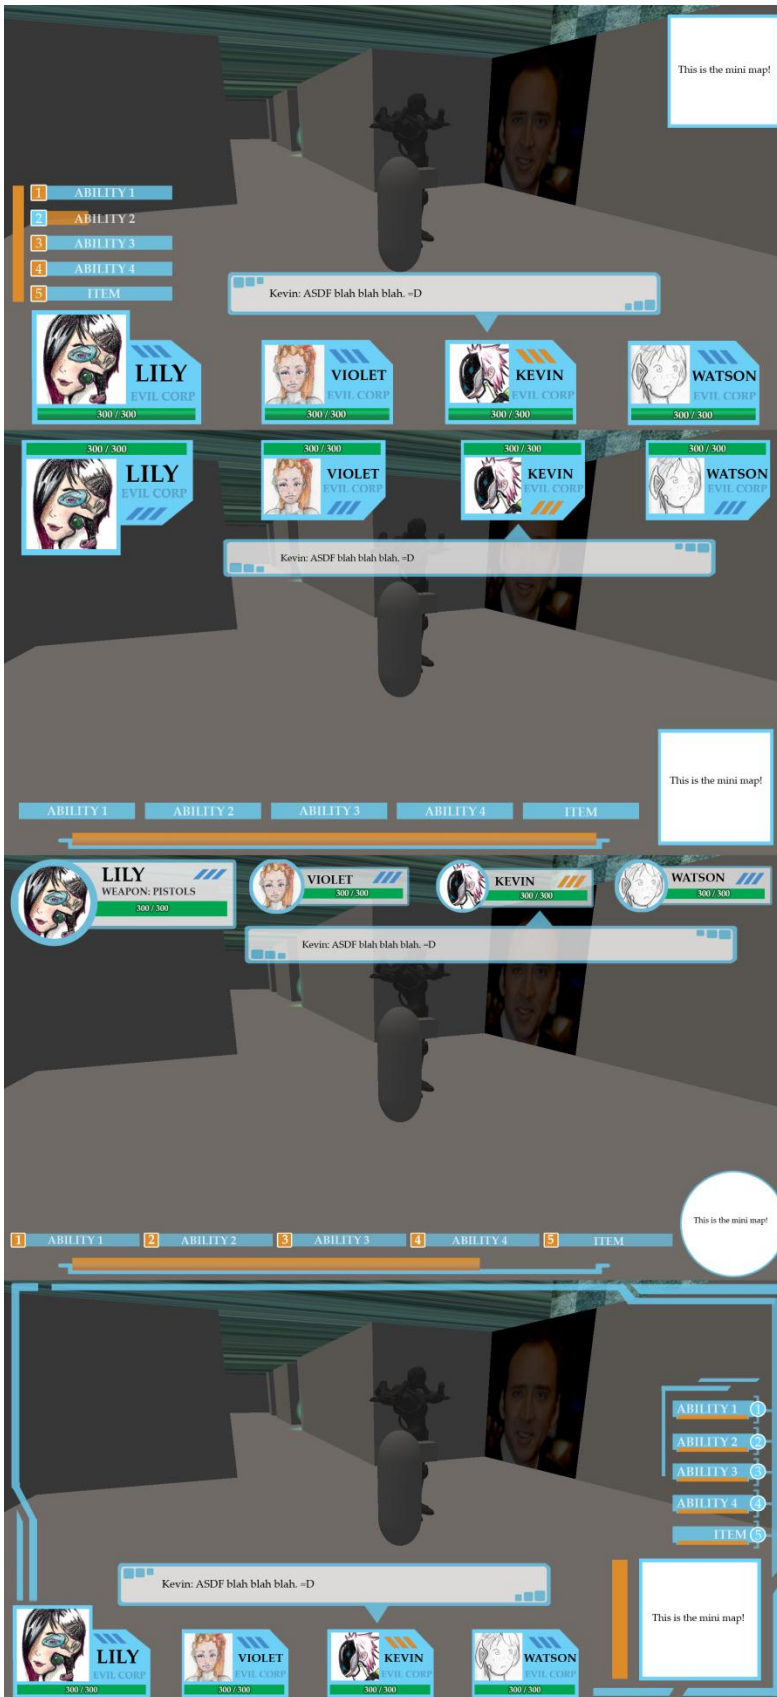 This is the mini map!
1 ABILITY 1
2 ABILITY 2
3 ABILITY 3
4 ABILITY 4
5 ITEM
Kevin: ASDF blah blah blah. =D
LILY
EVIL CORP
300 / 300
VIOLET
EVIL CORP
300 / 300
KEVIN
EVIL CORP
300 / 300
WATSON
EVIL CORP
300 / 300
300 / 300
LILY
EVIL CORP
300 / 300
VIOLET
EVIL CORP
300 / 300
KEVIN
EVIL CORP
300 / 300
WATSON
EVIL CORP
Kevin: ASDF blah blah blah. =D
This is the mini map!
ABILITY 1 ABILITY 2 ABILITY 3 ABILITY 4 ITEM
LILY
WEAPON: PISTOLS
300 / 300
VIOLET
300 / 300
KEVIN
300 / 300
WATSON
300 / 300
Kevin: ASDF blah blah blah. =D
This is the mini map!
1 ABILITY 1 2 ABILITY 2 3 ABILITY 3 4 ABILITY 4 5 ITEM
ABILITY 1 1
ABILITY 2 2
ABILITY 3 3
ABILITY 4 4
ITEM 5
Kevin: ASDF blah blah blah. =D
This is the mini map!
LILY
EVIL CORP
300 / 300
VIOLET
EVIL CORP
300 / 300
KEVIN
EVIL CORP
300 / 300
WATSON
EVIL CORP
300 / 300